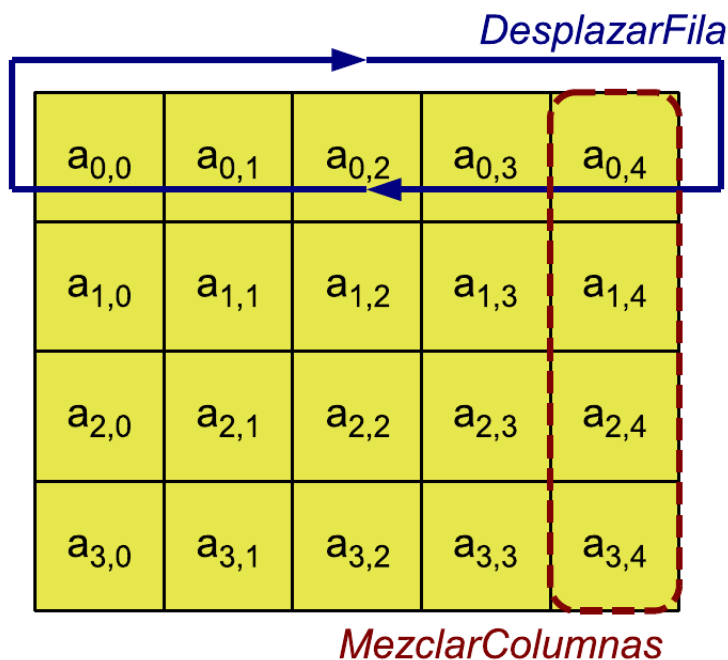 DesplazarFila
a0,0 a0,1 a0,2 a0,3 a0,4
a1,0 a1,1 a1,2 a1,3 a1,4
a2,0 a2,1 a2,2 a2,3 a2,4
a3,0 a3,1 a3,2 a3,3 a3,4
MezclarColumnas